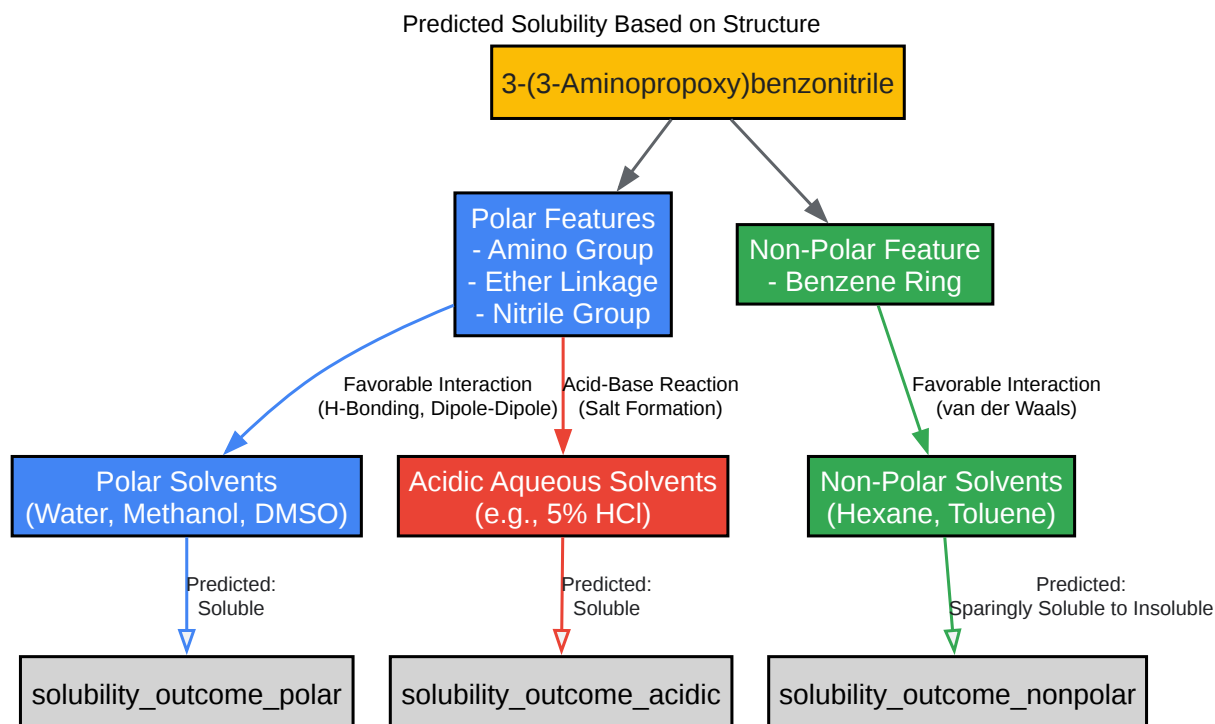 Predicted Solubility Based on Structure
3-(3-Aminopropoxy)benzonitrile
Polar Features
- Amino Group
- Ether Linkage
- Nitrile Group
Non-Polar Feature
- Benzene Ring
Favorable Interaction
(H-Bonding, Dipole-Dipole)
Acid-Base Reaction
(Salt Formation)
Favorable Interaction
(van der Waals)
Polar Solvents
(Water, Methanol, DMSO)
Acidic Aqueous Solvents
(e.g., 5% HCl)
Non-Polar Solvents
(Hexane, Toluene)
Predicted:
Soluble
Predicted:
Soluble
Predicted:
Sparingly Soluble to Insoluble
solubility_outcome_polar
solubility_outcome_acidic
solubility_outcome_nonpolar